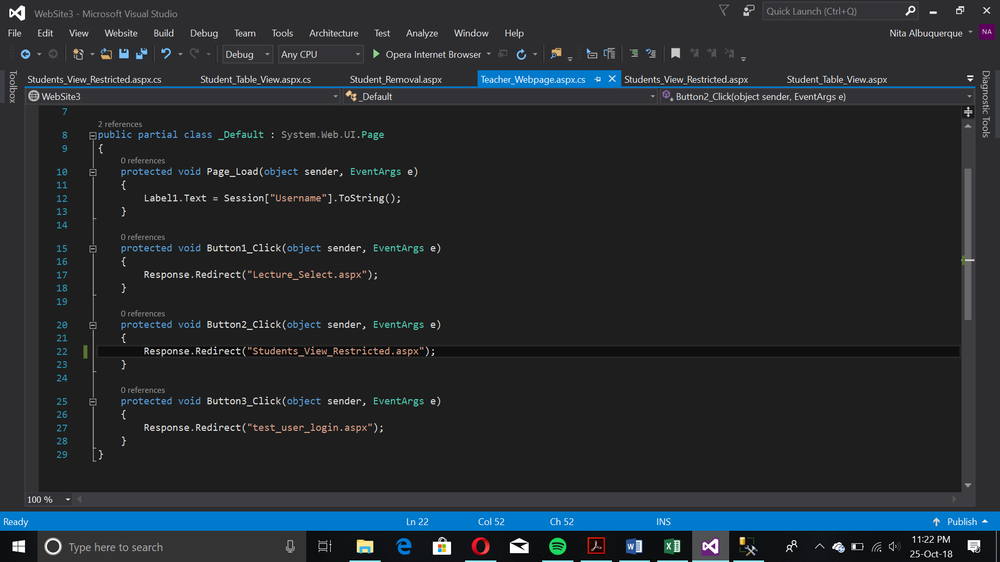 WebSite3 - Microsoft Visual Studio
Quick Launch (Ctrl+Q)
File Edit View Website Build Debug Team Tools Architecture Test Analyze Window Help
Nita Albuquerque NA
Debug Any CPU Opera Internet Browser
Toolbox
Students_View_Restricted.aspx.cs Student_Table_View.aspx.cs Student_Removal.aspx Teacher_Webpage.aspx.cs Students_View_Restricted.aspx Student_Table_View.aspx
Diagnostic Tools
WebSite3 _Default Button2_Click(object sender, EventArgs e)
7
2 references
8 public partial class _Default : System.Web.UI.Page
9 {
0 references
10 protected void Page_Load(object sender, EventArgs e)
11 {
12 Label1.Text = Session["Username"].ToString();
13 }
14
0 references
15 protected void Button1_Click(object sender, EventArgs e)
16 {
17 Response.Redirect("Lecture_Select.aspx");
18 }
19
0 references
20 protected void Button2_Click(object sender, EventArgs e)
21 {
22 Response.Redirect("Students_View_Restricted.aspx");
23 }
24
0 references
25 protected void Button3_Click(object sender, EventArgs e)
26 {
27 Response.Redirect("test_user_login.aspx");
28 }
29 }
100 %
Ready Ln 22 Col 52 Ch 52 INS Publish
Type here to search
11:22 PM
25-Oct-18